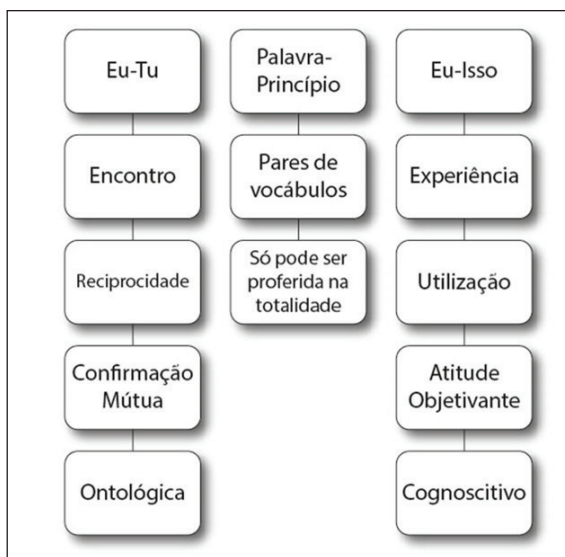 Eu-Tu
Encontro
Reciprocidade
Confirmação
Mútua
Ontológica
Palavra-
Princípio
Pares de
vocábulos
Só pode ser
proferida na
totalidade
Eu-Isso
Experiência
Utilização
Atitude
Objetivante
Cognoscitivo